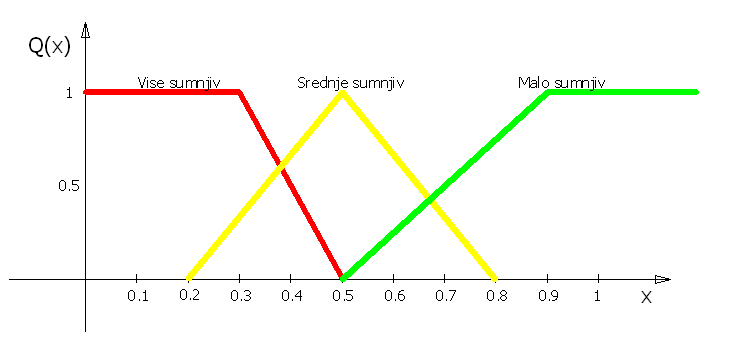 Q(x)
Vise sumnjiv Srednje sumnjiv Malo sumnjiv
1
0.5
0.1 0.2 0.3 0.4 0.5 0.6 0.7 0.8 0.9 1 x